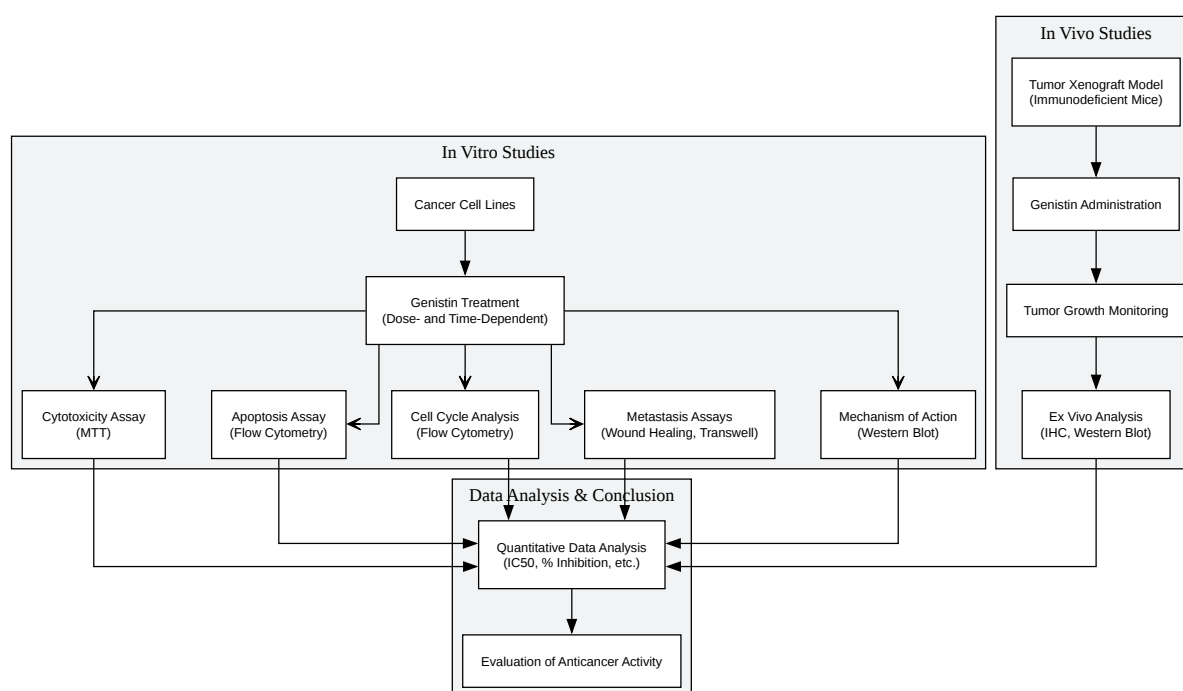 In Vivo Studies
Tumor Xenograft Model
(Immunodeficient Mice)
Genistin Administration
Tumor Growth Monitoring
Ex Vivo Analysis
(IHC, Western Blot)
In Vitro Studies
Cancer Cell Lines
Genistin Treatment
(Dose- and Time-Dependent)
Cytotoxicity Assay
(MTT)
Apoptosis Assay
(Flow Cytometry)
Cell Cycle Analysis
(Flow Cytometry)
Metastasis Assays
(Wound Healing, Transwell)
Mechanism of Action
(Western Blot)
Data Analysis & Conclusion
Quantitative Data Analysis
(IC50, % Inhibition, etc.)
Evaluation of Anticancer Activity